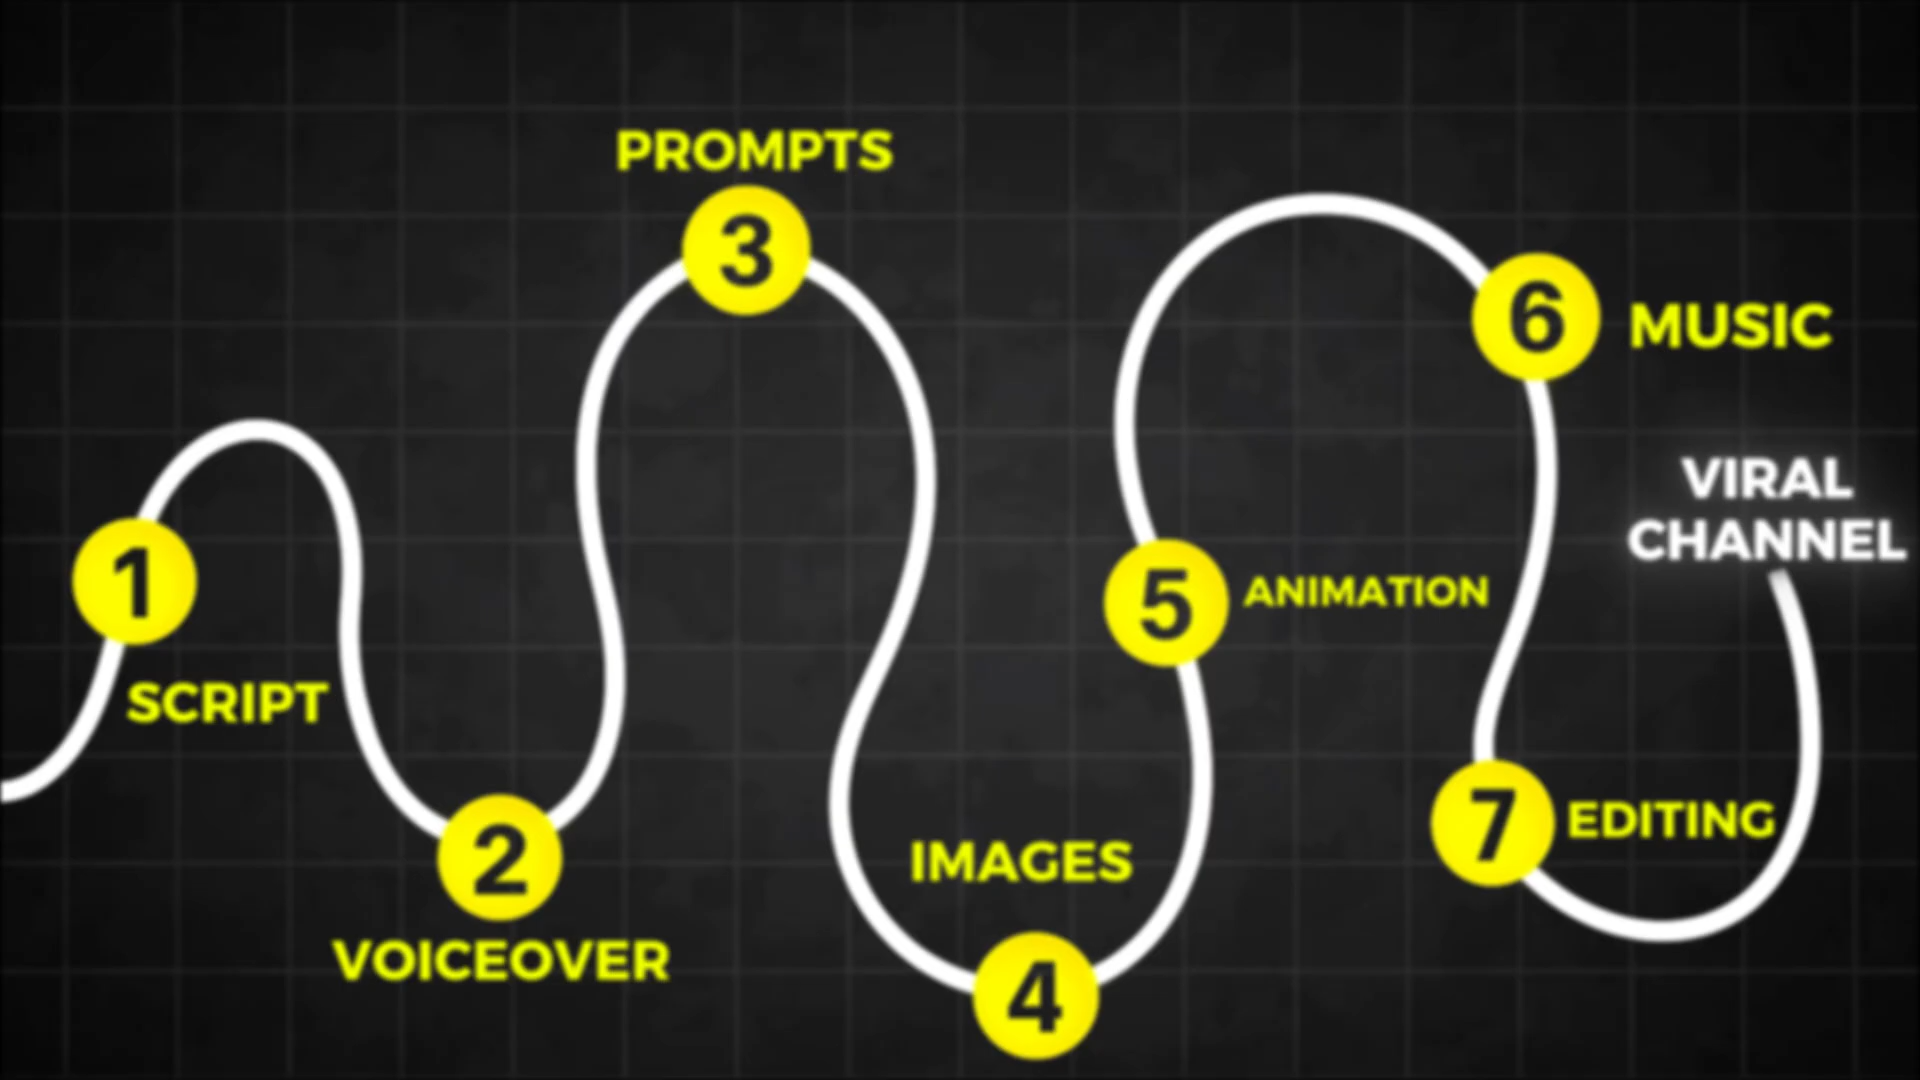 1
SCRIPT
2
VOICEOVER
PROMPTS
3
IMAGES
4
5
ANIMATION
6
MUSIC
7
EDITING
VIRAL
CHANNEL